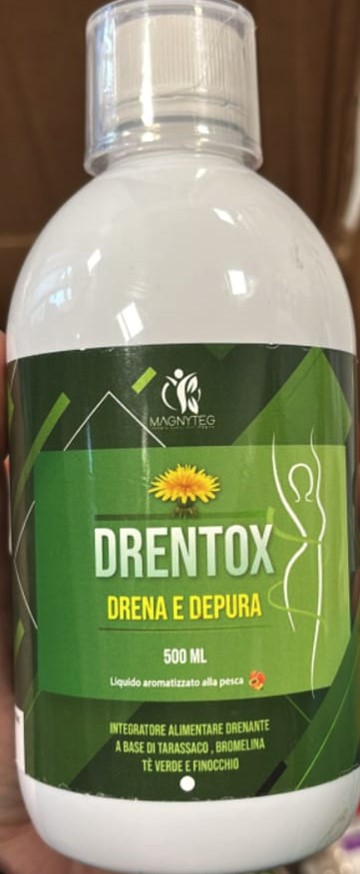 MAGNYTEG
DRENTOX
DRENA E DEPURA
500 ML
Liquido aromatizzato alla pesca
INTEGRATORE ALIMENTARE DRENANTE
A BASE DI TARASSACO , BROMELINA
TÈ VERDE E FINOCCHIO